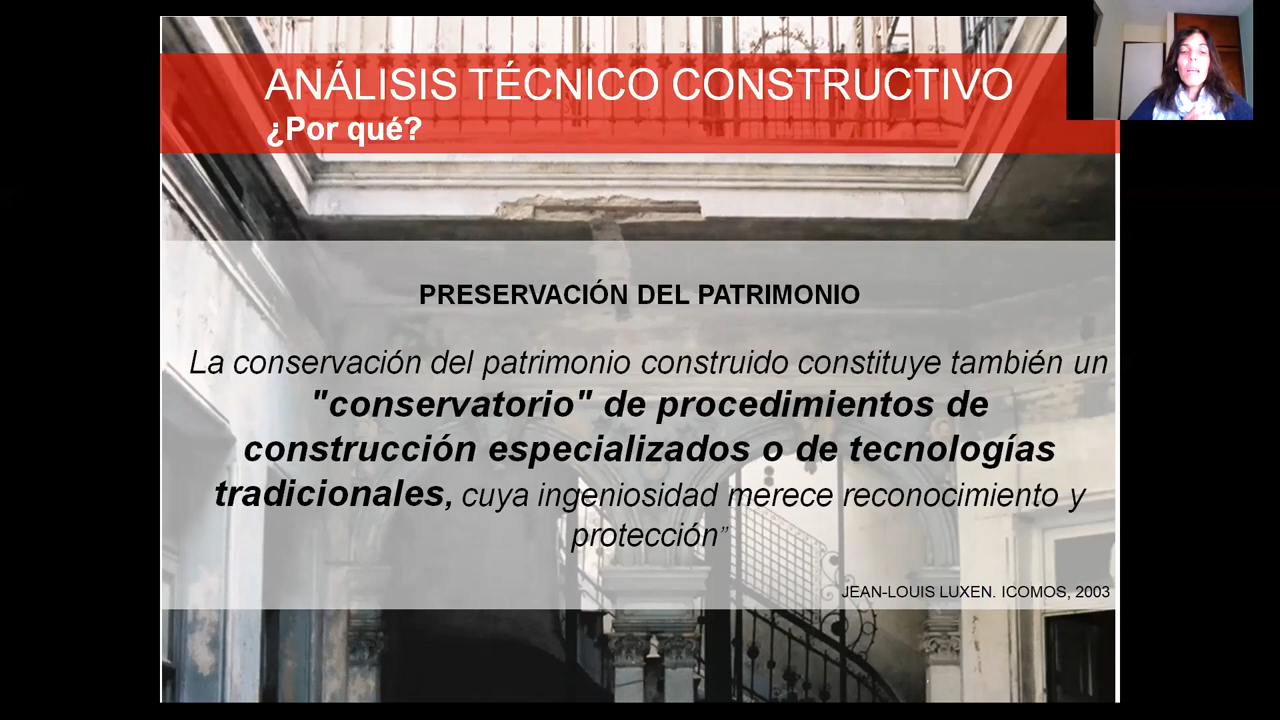 ANÁLISIS TÉCNICO CONSTRUCTIVO
¿Por qué?
PRESERVACIÓN DEL PATRIMONIO
La conservación del patrimonio construido constituye también un
"conservatorio" de procedimientos de
construcción especializados o de tecnologías
tradicionales, cuya ingeniosidad merece reconocimiento y
protección”
JEAN-LOUIS LUXEN. ICOMOS, 2003